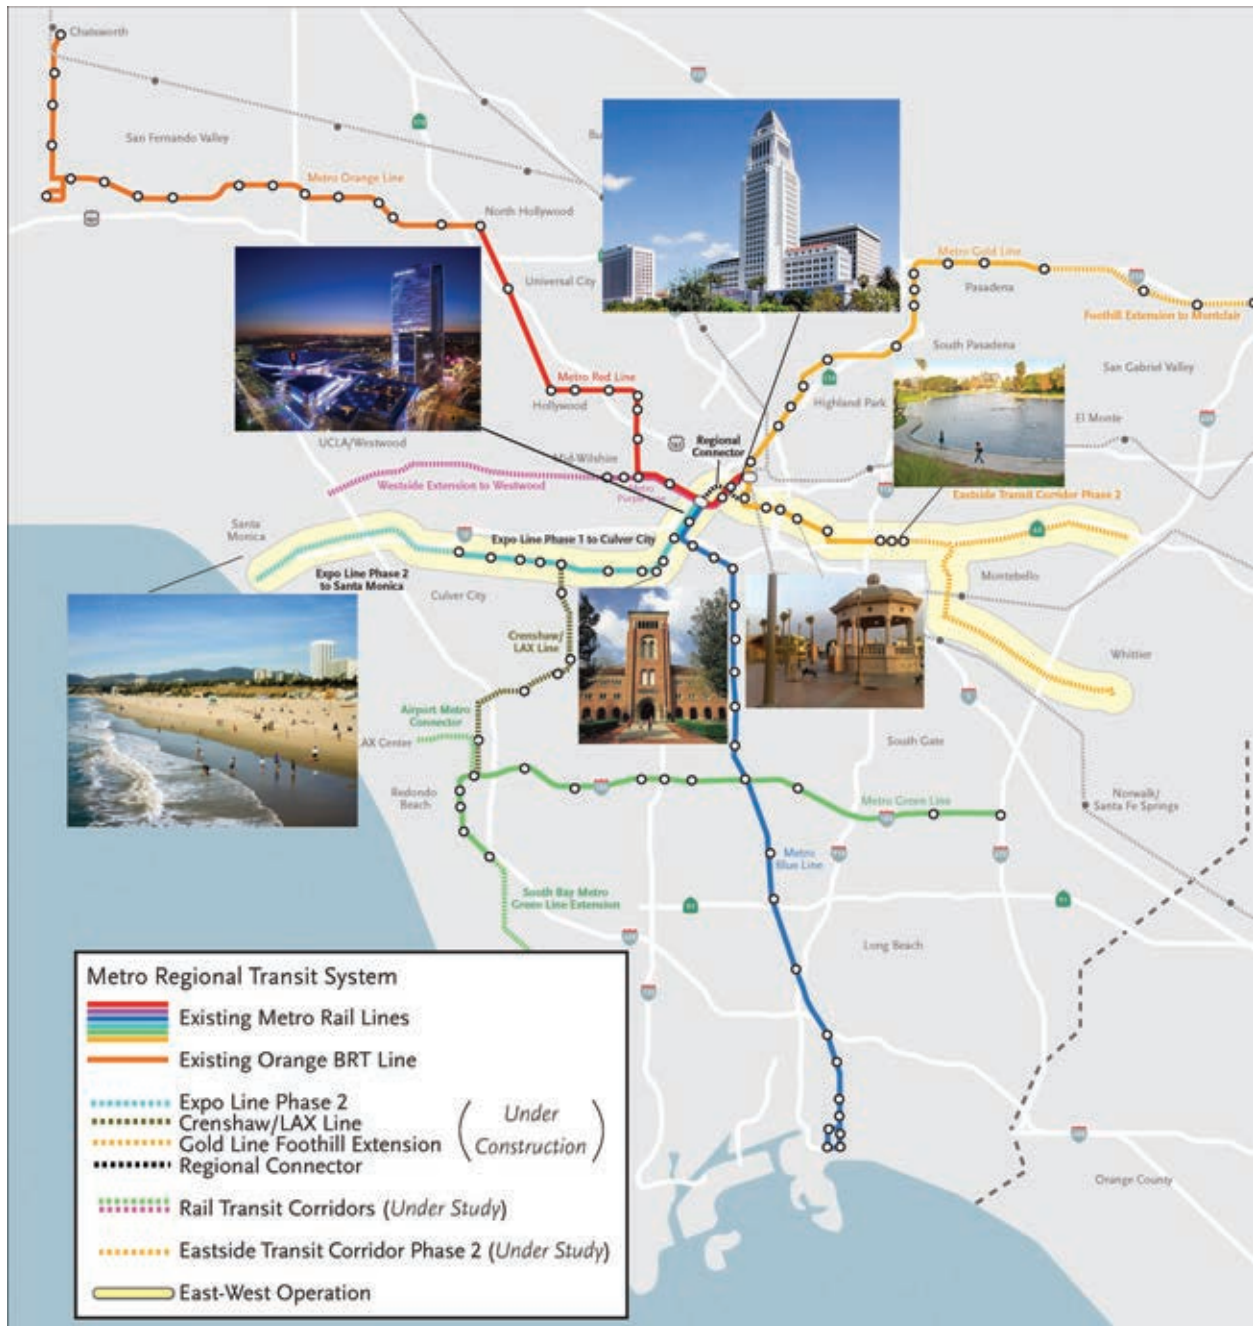 Chatsworth
San Fernando Valley
Metro Orange Line
North Hollywood
Universal City
Metro Gold Line
Pasadena
Foothill Extension to Montclair
South Pasadena
San Gabriel Valley
Metro Red Line
Hollywood
Highland Park
El Monte
UCLA/Westwood
Mid-Wilshire
Regional
Connector
Westside Extension to Westwood
Metro
Eastside Transit Corridor Phase 2
Santa
Monica
Expo Line Phase 1 to Culver City
Expo Line Phase 2
to Santa Monica
Culver City
Montebello
Crenshaw/
LAX Line
Whittier
Airport Metro
Connector
AX Center
South Gate
Redondo
Beach
Metro Green Line
Norwalk/
Santa Fe Springs
Metro
Blue Line
South Bay Metro
Green Line Extension
Long Beach
Orange County
Metro Regional Transit System
Existing Metro Rail Lines
Existing Orange BRT Line
Expo Line Phase 2
Crenshaw/LAX Line
Gold Line Foothill Extension
Regional Connector
(Under
Construction)
Rail Transit Corridors (Under Study)
Eastside Transit Corridor Phase 2 (Under Study)
East-West Operation